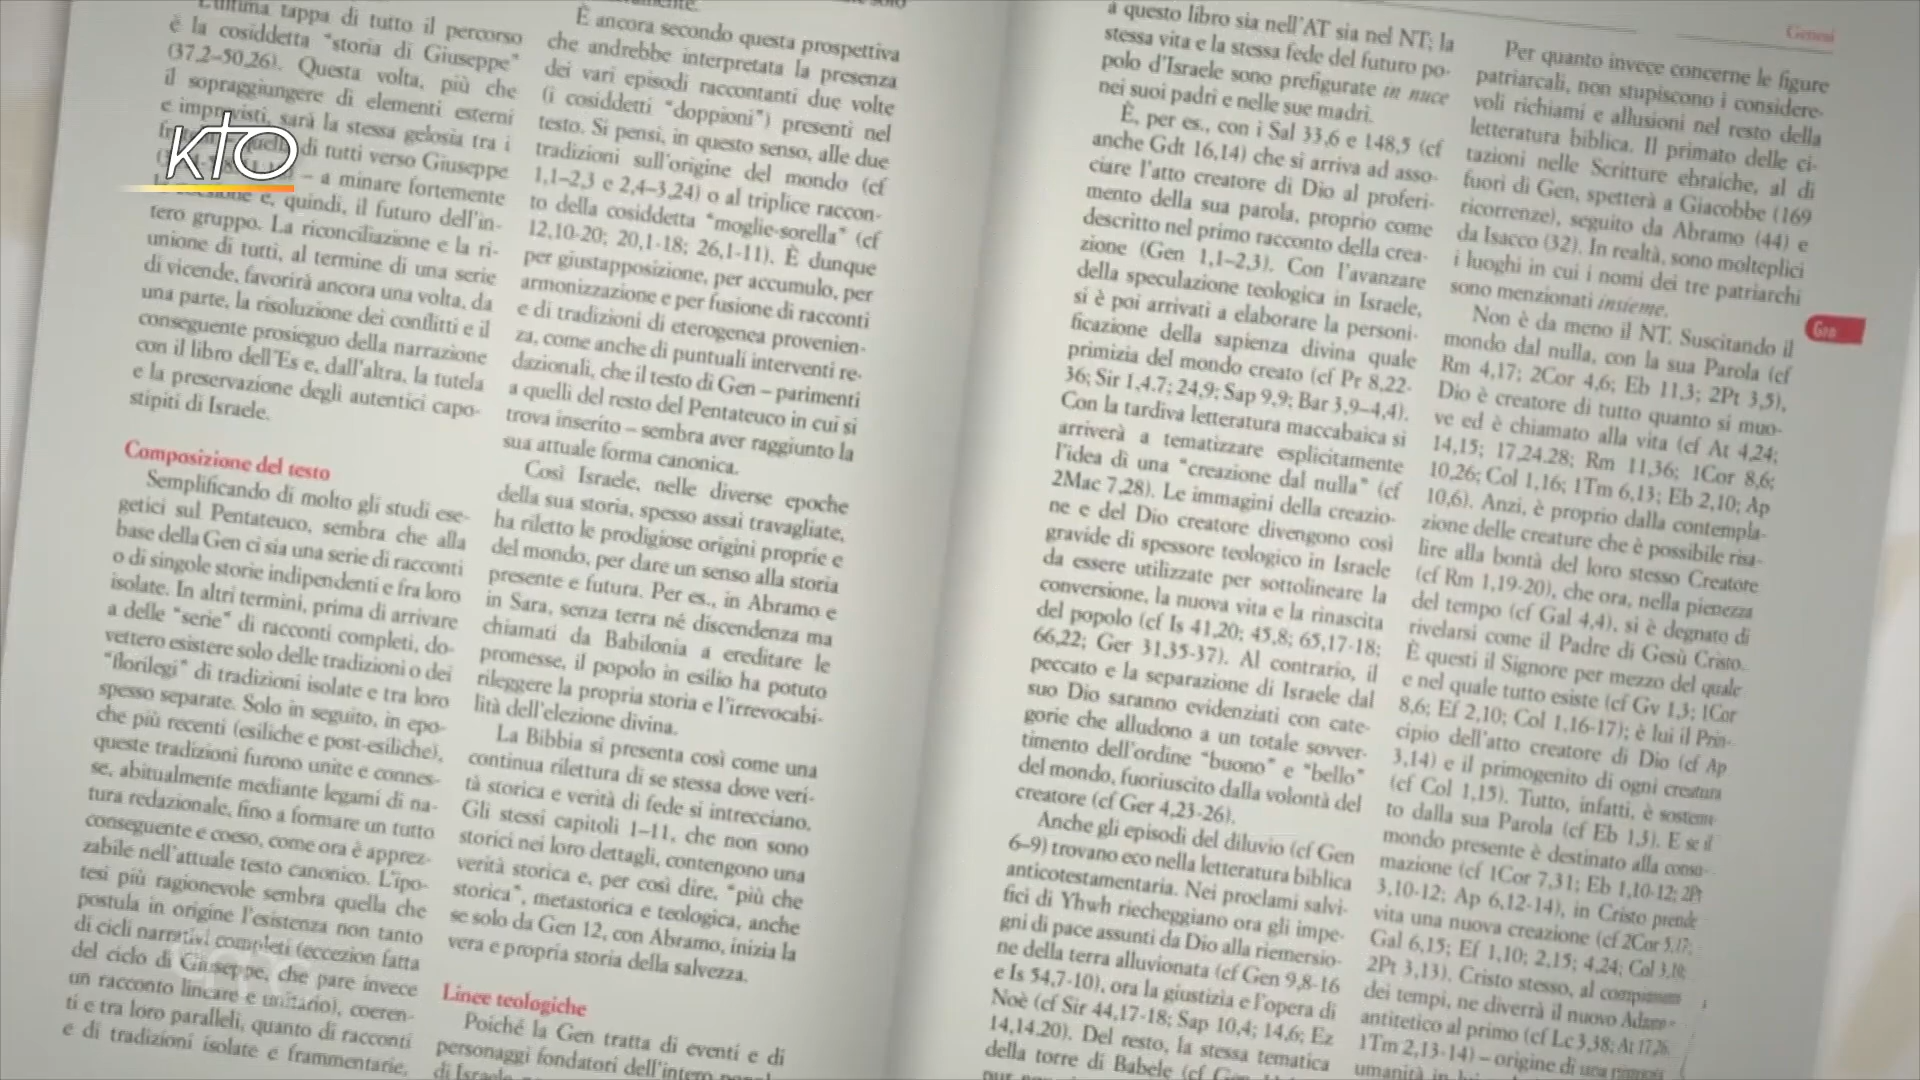 L'ultima tappa di tutto il percorso
è la cosiddetta "storia di Giuseppe"
(37,2–50,26). Questa volta, più che
il sopraggiungere di elementi esterni
e imprevisti, sarà la stessa gelosia tra i
di tutti verso Giuseppe
– a minare fortemente
e, quindi, il futuro dell'in-
tero gruppo. La riconciliazione e la ri-
unione di tutti, al termine di una serie
di vicende, favorirà ancora una volta, da
una parte, la risoluzione dei conflitti e il
conseguente prosieguo della narrazione
con il libro dell'Es e, dall'altra, la tutela
e la preservazione degli autentici capo-
stipiti di Israele.
Composizione del testo
Semplificando di molto gli studi ese-
getici sul Pentateuco, sembra che alla
base della Gen ci sia una serie di racconti
o di singole storie indipendenti e fra loro
isolate. In altri termini, prima di arrivare
a delle "serie" di racconti completi, do-
vettero esistere solo delle tradizioni o dei
"florilegi" di tradizioni isolate e tra loro
spesso separate. Solo in seguito, in epo-
che più recenti (esiliche e post-esiliche),
queste tradizioni furono unite e connes-
se, abitualmente mediante legami di na-
tura redazionale, fino a formare un tutto
conseguente e coeso, come ora è apprez-
zabile nell'attuale testo canonico. L'ipo-
tesi più ragionevole sembra quella che
postula in origine l'esistenza non tanto
di cicli narrativi completi (eccezion fatta
del ciclo di Giuseppe, che pare invece
un racconto lineare e unitario), coeren-
ti e tra loro paralleli, quanto di racconti
e di tradizioni isolate e frammentarie,
È ancora secondo questa prospettiva
che andrebbe interpretata la presenza
dei vari episodi raccontanti due volte
(i cosiddetti "doppioni") presenti nel
testo. Si pensi, in questo senso, alle due
tradizioni sull'origine del mondo (cf
1,1–2,3 e 2,4–3,24) o al triplice raccon-
to della cosiddetta "moglie-sorella" (cf
12,10-20; 20,1-18; 26,1-11). È dunque
per giustapposizione, per accumulo, per
armonizzazione e per fusione di racconti
e di tradizioni di eterogenea provenien-
za, come anche di puntuali interventi re-
dazionali, che il testo di Gen – parimenti
a quelli del resto del Pentateuco in cui si
trova inserito – sembra aver raggiunto la
sua attuale forma canonica.
Così Israele, nelle diverse epoche
della sua storia, spesso assai travagliate,
ha riletto le prodigiose origini proprie e
del mondo, per dare un senso alla storia
presente e futura. Per es., in Abramo e
in Sara, senza terra né discendenza ma
chiamati da Babilonia a ereditare le
promesse, il popolo in esilio ha potuto
rileggere la propria storia e l'irrevocabi-
lità dell'elezione divina.
La Bibbia si presenta così come una
continua rilettura di se stessa dove veri-
tà storica e verità di fede si intrecciano.
Gli stessi capitoli 1–11, che non sono
storici nei loro dettagli, contengono una
verità storica e, per così dire, "più che
storica", metastorica e teologica, anche
se solo da Gen 12, con Abramo, inizia la
vera e propria storia della salvezza.
Linee teologiche
Poiché la Gen tratta di eventi e di
personaggi fondatori dell'intero
di Israele
a questo libro sia nell'AT sia nel NT; la
stessa vita e la stessa fede del futuro po-
polo d'Israele sono prefigurate in nuce
nei suoi padri e nelle sue madri.
È, per es., con i Sal 33,6 e 148,5 (cf
anche Gdt 16,14) che si arriva ad asso-
ciare l'atto creatore di Dio al proferi-
mento della sua parola, proprio come
descritto nel primo racconto della crea-
zione (Gen 1,1–2,3). Con l'avanzare
della speculazione teologica in Israele,
si è poi arrivati a elaborare la personi-
ficazione della sapienza divina quale
primizia del mondo creato (cf Pr 8,22-
36; Sir 1,4.7; 24,9; Sap 9,9; Bar 3,9–4,4).
Con la tardiva letteratura maccabaica si
arriverà a tematizzare esplicitamente
l'idea di una "creazione dal nulla" (cf
2Mac 7,28). Le immagini della creazio-
ne e del Dio creatore divengono così
gravide di spessore teologico in Israele
da essere utilizzate per sottolineare la
conversione, la nuova vita e la rinascita
del popolo (cf Is 41,20; 45,8; 65,17-18;
66,22; Ger 31,35-37). Al contrario, il
peccato e la separazione di Israele dal
suo Dio saranno evidenziati con cate-
gorie che alludono a un totale sovver-
timento dell'ordine "buono" e "bello"
del mondo, fuoriuscito dalla volontà del
creatore (cf Ger 4,23-26).
Anche gli episodi del diluvio (cf Gen
6–9) trovano eco nella letteratura biblica
anticotestamentaria. Nei proclami salvi-
fici di Yhwh riecheggiano ora gli impe-
gni di pace assunti da Dio alla riemersio-
ne della terra alluvionata (cf Gen 9,8-16
e Is 54,7-10), ora la giustizia e l'opera di
Noè (cf Sir 44,17-18; Sap 10,4; 14,6; Ez
14,14.20). Del resto, la stessa tematica
della torre di Babele (cf Gen
Genesi
Per quanto invece concerne le figure
patriarcali, non stupiscono i considere-
voli richiami e allusioni nel resto della
letteratura biblica. Il primato delle ci-
tazioni nelle Scritture ebraiche, al di
fuori di Gen, spetterà a Giacobbe (169
ricorrenze), seguito da Abramo (44) e
da Isacco (32). In realtà, sono molteplici
i luoghi in cui i nomi dei tre patriarchi
sono menzionati insieme.
Non è da meno il NT. Suscitando il
mondo dal nulla, con la sua Parola (cf
Rm 4,17; 2Cor 4,6; Eb 11,3; 2Pt 3,5),
Dio è creatore di tutto quanto si muo-
ve ed è chiamato alla vita (cf At 4,24;
14,15; 17,24.28; Rm 11,36; 1Cor 8,6;
10,26; Col 1,16; 1Tm 6,13; Eb 2,10; Ap
10,6). Anzi, è proprio dalla contempla-
zione delle creature che è possibile risa-
lire alla bontà del loro stesso Creatore
(cf Rm 1,19-20), che ora, nella pienezza
del tempo (cf Gal 4,4), si è degnato di
rivelarsi come il Padre di Gesù Cristo.
È questi il Signore per mezzo del quale
e nel quale tutto esiste (cf Gv 1,3; 1Cor
8,6; Ef 2,10; Col 1,16-17); è lui il Prin-
cipio dell'atto creatore di Dio (cf Ap
3,14) e il primogenito di ogni creatura
(cf Col 1,15). Tutto, infatti, è sostenu-
to dalla sua Parola (cf Eb 1,3). E se il
mondo presente è destinato alla consu-
mazione (cf 1Cor 7,31; Eb 1,10-12; 2Pt
3,10-12; Ap 6,12-14), in Cristo prende
vita una nuova creazione (cf 2Cor 5,17;
Gal 6,15; Ef 1,10; 2,15; 4,24; Col 3,10;
2Pt 3,13). Cristo stesso, al compimento
dei tempi, ne diverrà il nuovo Adamo –
antitetico al primo (cf Lc 3,38; At 17,26;
1Tm 2,13-14) – origine di una
umanità in
Gen
KTO